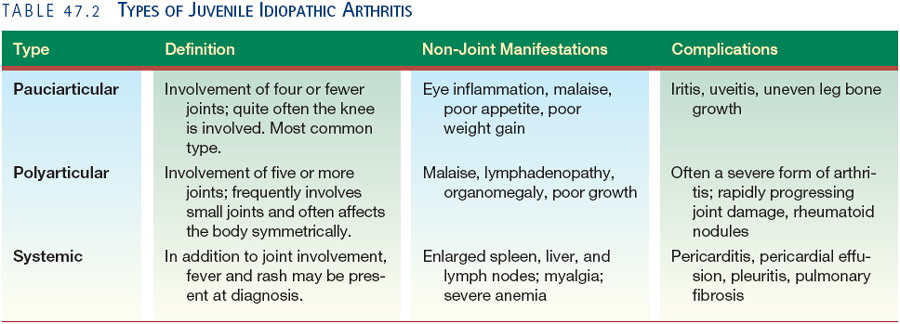 TABLE 47.2 TYPES OF JUVENILE IDIOPATHIC ARTHRITIS
Type Definition Non-Joint Manifestations Complications
Pauciarticular
Involvement of four or fewer
joints; quite often the knee
is involved. Most common
type.
Eye inflammation, malaise,
poor appetite, poor
weight gain
Iritis, uveitis, uneven leg bone
growth
Polyarticular
Involvement of five or more
joints; frequently involves
small joints and often affects
the body symmetrically.
Malaise, lymphadenopathy,
organomegaly, poor growth
Often a severe form of arthri-
tis; rapidly progressing
joint damage, rheumatoid
nodules
Systemic
In addition to joint involvement,
fever and rash may be pres-
ent at diagnosis.
Enlarged spleen, liver, and
lymph nodes; myalgia;
severe anemia
Pericarditis, pericardial effu-
sion, pleuritis, pulmonary
fibrosis